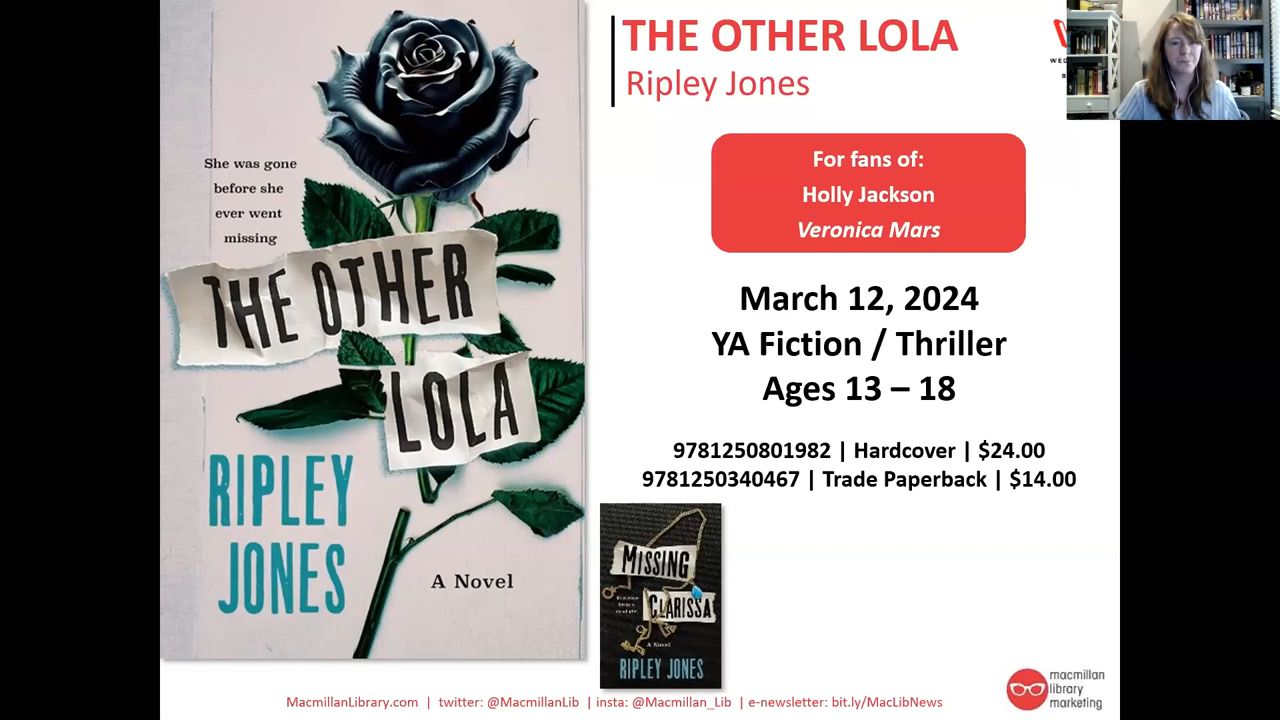 She was gone
before she
ever went
missing
THE OTHER
LOLA
RIPLEY
JONES
A Novel
THE OTHER LOLA
Ripley Jones
For fans of:
Holly Jackson
Veronica Mars
March 12, 2024
YA Fiction / Thriller
Ages 13 – 18
9781250801982 | Hardcover | $24.00
9781250340467 | Trade Paperback | $14.00
MISSING
CLARISSA
A Novel
RIPLEY JONES
MacmillanLibrary.com | twitter: @MacmillanLib | insta: @Macmillan_Lib | e-newsletter: bit.ly/MacLibNews
macmillan
library
marketing